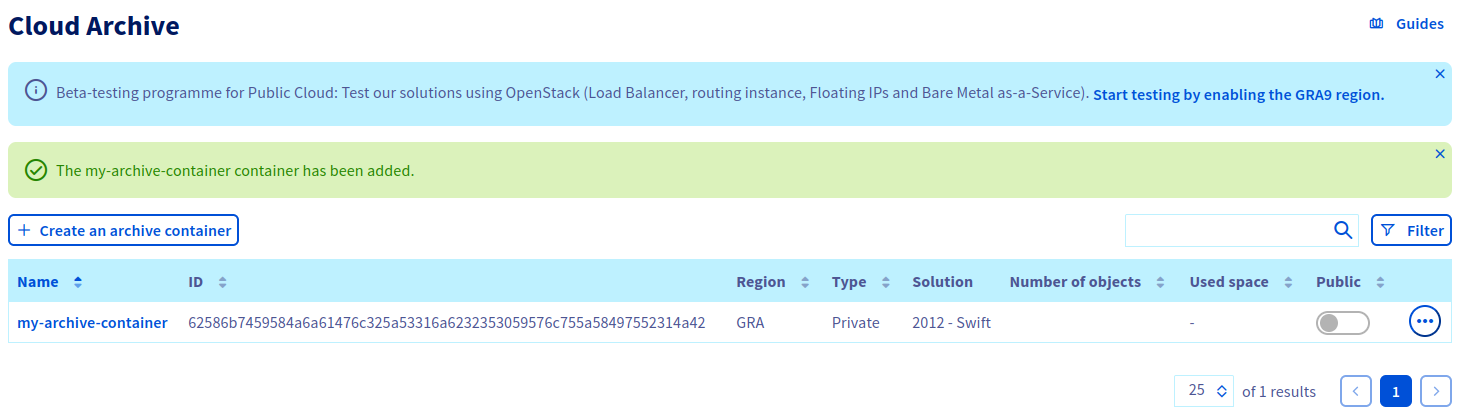 Cloud Archive
Guides
Beta-testing programme for Public Cloud: Test our solutions using OpenStack (Load Balancer, routing instance, Floating IPs and Bare Metal as-a-Service). Start testing by enabling the GRA9 region.
The my-archive-container container has been added.
Create an archive container
Filter
Name ID Region Type Solution Number of objects Used space Public
my-archive-container 62586b7459584a6a61476c325a53316a6232353059576c755a58497552314a42 GRA Private 2012 - Swift -
25 of 1 results 1